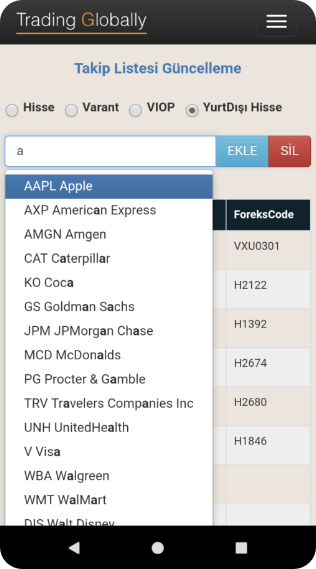 Trading Globally
Takip Listesi Güncelleme
Hisse Varant VIOP YurtDışı Hisse
a EKLE SİL
AAPL Apple
AXP American Express
AMGN Amgen
CAT Caterpillar
KO Coca
GS Goldman Sachs
JPM JPMorgan Chase
MCD McDonalds
PG Procter & Gamble
TRV Travelers Companies Inc
UNH UnitedHealth
V Visa
WBA Walgreen
WMT WalMart
DIS Walt Disney
ForeksCode
VXU0301
H2122
H1392
H2674
H2680
H1846